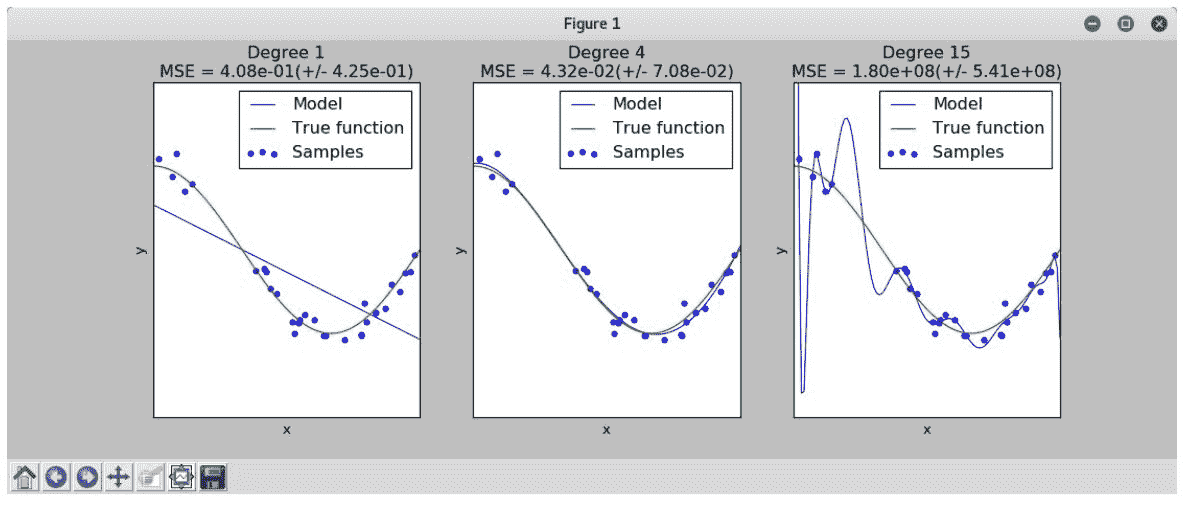 Figure 1
Degree 1
MSE = 4.08e-01(+/- 4.25e-01)
Model
True function
Samples
y
x
Degree 4
MSE = 4.32e-02(+/- 7.08e-02)
Model
True function
Samples
y
x
Degree 15
MSE = 1.80e+08(+/- 5.41e+08)
Model
True function
Samples
y
x